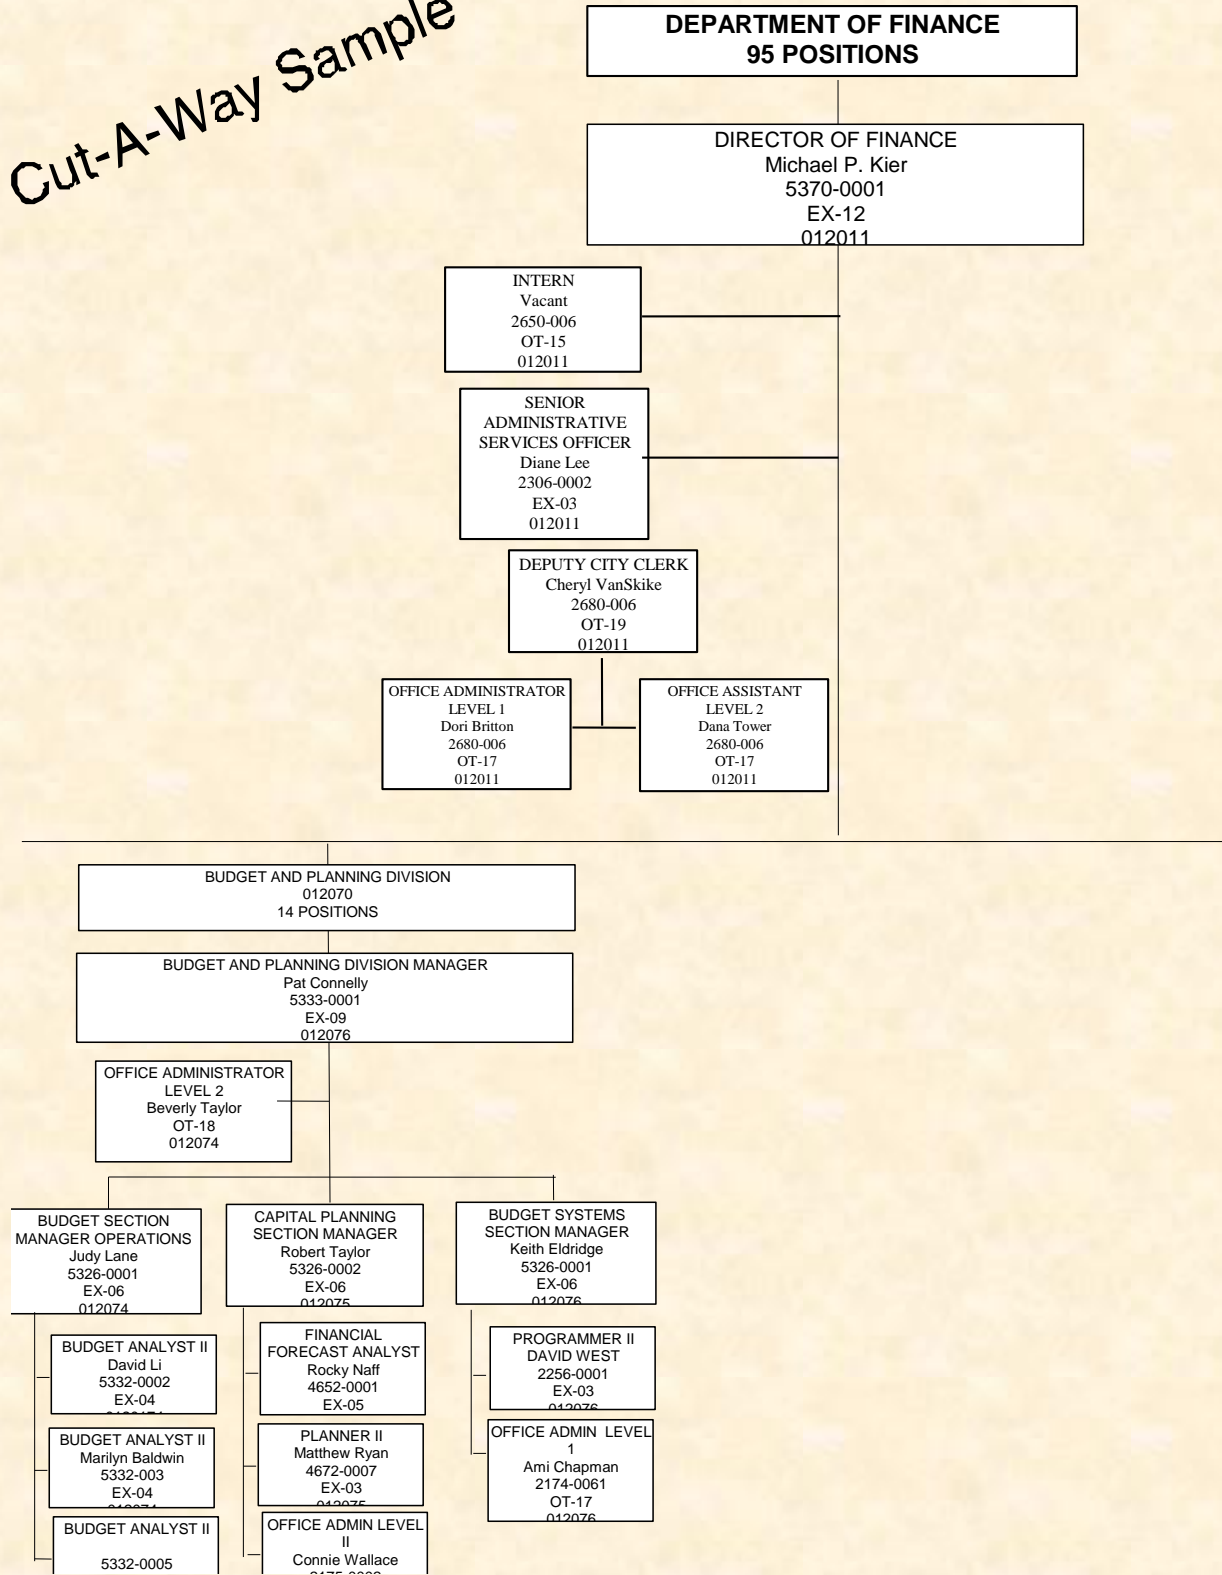 Cut-A-Way Sample
DEPARTMENT OF FINANCE
95 POSITIONS
DIRECTOR OF FINANCE
Michael P. Kier
5370-0001
EX-12
012011
INTERN
Vacant
2650-006
OT-15
012011
SENIOR
ADMINISTRATIVE
SERVICES OFFICER
Diane Lee
2306-0002
EX-03
012011
DEPUTY CITY CLERK
Cheryl VanSkike
2680-006
OT-19
012011
OFFICE ADMINISTRATOR
LEVEL 1
Dori Britton
2680-006
OT-17
012011
OFFICE ASSISTANT
LEVEL 2
Dana Tower
2680-006
OT-17
012011
BUDGET AND PLANNING DIVISION
012070
14 POSITIONS
BUDGET AND PLANNING DIVISION MANAGER
Pat Connelly
5333-0001
EX-09
012076
OFFICE ADMINISTRATOR
LEVEL 2
Beverly Taylor
OT-18
012074
BUDGET SECTION
MANAGER OPERATIONS
Judy Lane
5326-0001
EX-06
012074
BUDGET ANALYST II
David Li
5332-0002
EX-04
BUDGET ANALYST II
Marilyn Baldwin
5332-003
EX-04
BUDGET ANALYST II
5332-0005
CAPITAL PLANNING
SECTION MANAGER
Robert Taylor
5326-0002
EX-06
012075
FINANCIAL
FORECAST ANALYST
Rocky Naff
4652-0001
EX-05
PLANNER II
Matthew Ryan
4672-0007
EX-03
012075
OFFICE ADMIN LEVEL
II
Connie Wallace
BUDGET SYSTEMS
SECTION MANAGER
Keith Eldridge
5326-0001
EX-06
012076
PROGRAMMER II
DAVID WEST
2256-0001
EX-03
012076
OFFICE ADMIN LEVEL
1
Ami Chapman
2174-0061
OT-17
012076